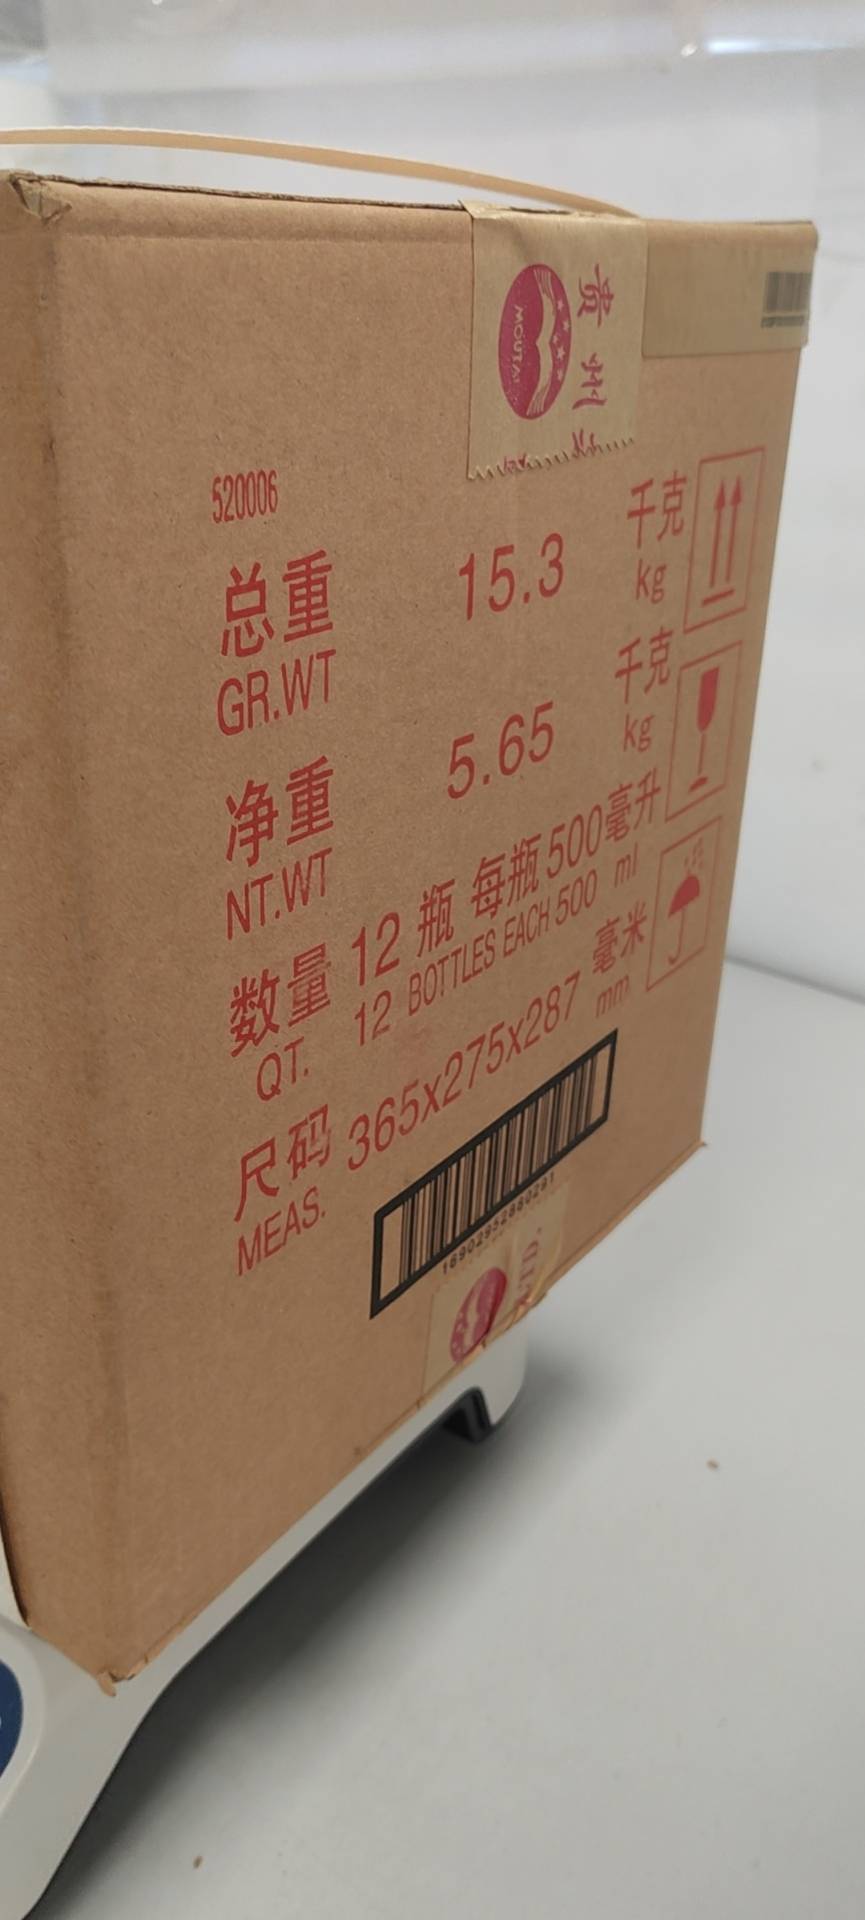 MOUTAI
贵州
520006
总重 15.3 千克
GR.WT kg
净重 5.65 千克
NT.WT kg
数量 12 瓶 每瓶 500 毫升
QT. 12 BOTTLES EACH 500 ml
尺码 365x275x287 毫米
MEAS. mm
16902952880291
LTD.